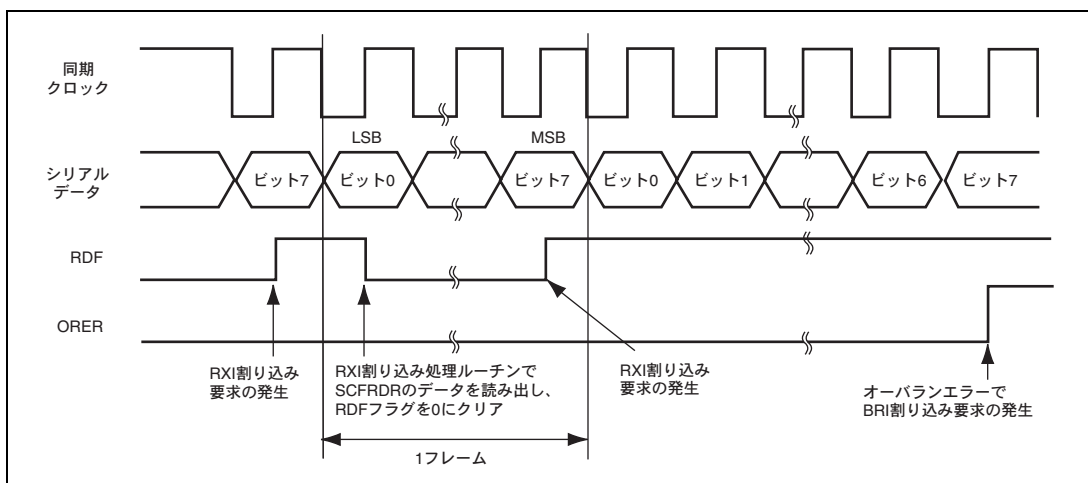 同期
クロック
LSB
MSB
シリアル
データ
ビット7
ビット0
ビット7
ビット0
ビット1
ビット6
ビット7
RDF
ORER
RXI割り込み
要求の発生
RXI割り込み処理ルーチンで
SCFRDRのデータを読み出し、
RDFフラグを0にクリア
RXI割り込み
要求の発生
オーバランエラーで
BRI割り込み要求の発生
1フレーム